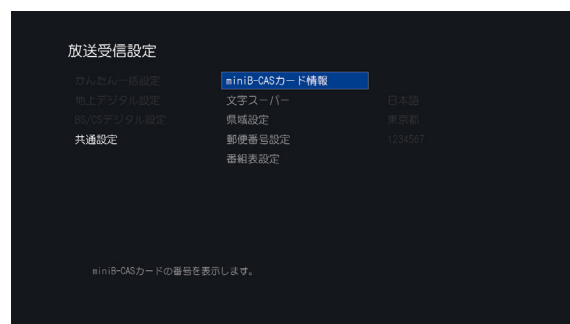 放送受信設定
かんたん一括設定
miniB-CASカード情報
地上デジタル設定
文字スーパー
日本語
BS/CSデジタル設定
県域設定
東京都
共通設定
郵便番号設定
1234567
番組表設定
miniB-CASカードの番号を表示します。